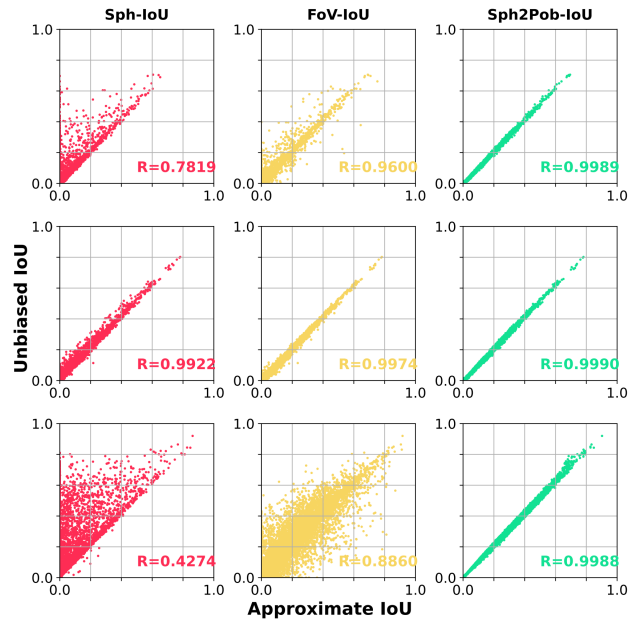 Sph-IoU FoV-IoU Sph2Pob-IoU
1.0 1.0 1.0
R=0.7819 R=0.9600 R=0.9989
0.0 0.0 0.0
0.0 1.0 0.0 1.0 0.0 1.0
1.0 1.0 1.0
Unbiased IoU
R=0.9922 R=0.9974 R=0.9990
0.0 0.0 0.0
0.0 1.0 0.0 1.0 0.0 1.0
1.0 1.0 1.0
R=0.4274 R=0.8860 R=0.9988
0.0 0.0 0.0
0.0 1.0 0.0 1.0 0.0 1.0
Approximate IoU